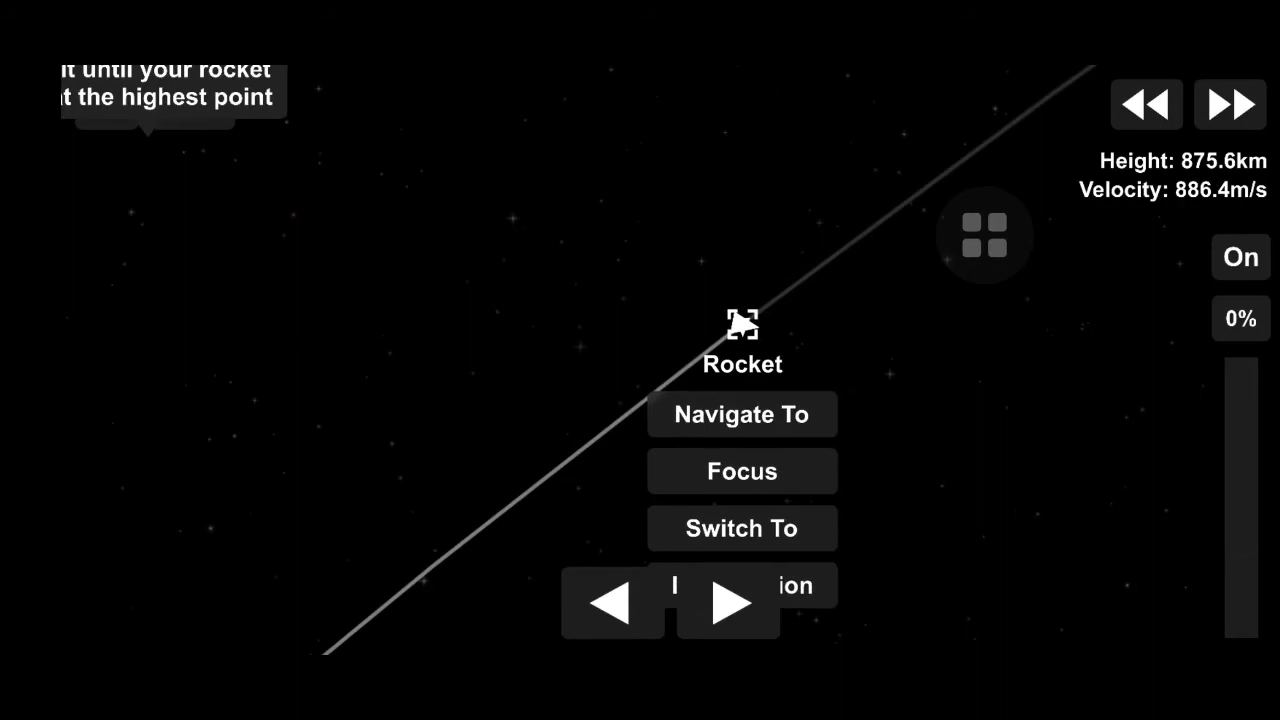 it until your rocket
t the highest point
Height: 875.6km
Velocity: 886.4m/s
On
0%
Rocket
Navigate To
Focus
Switch To